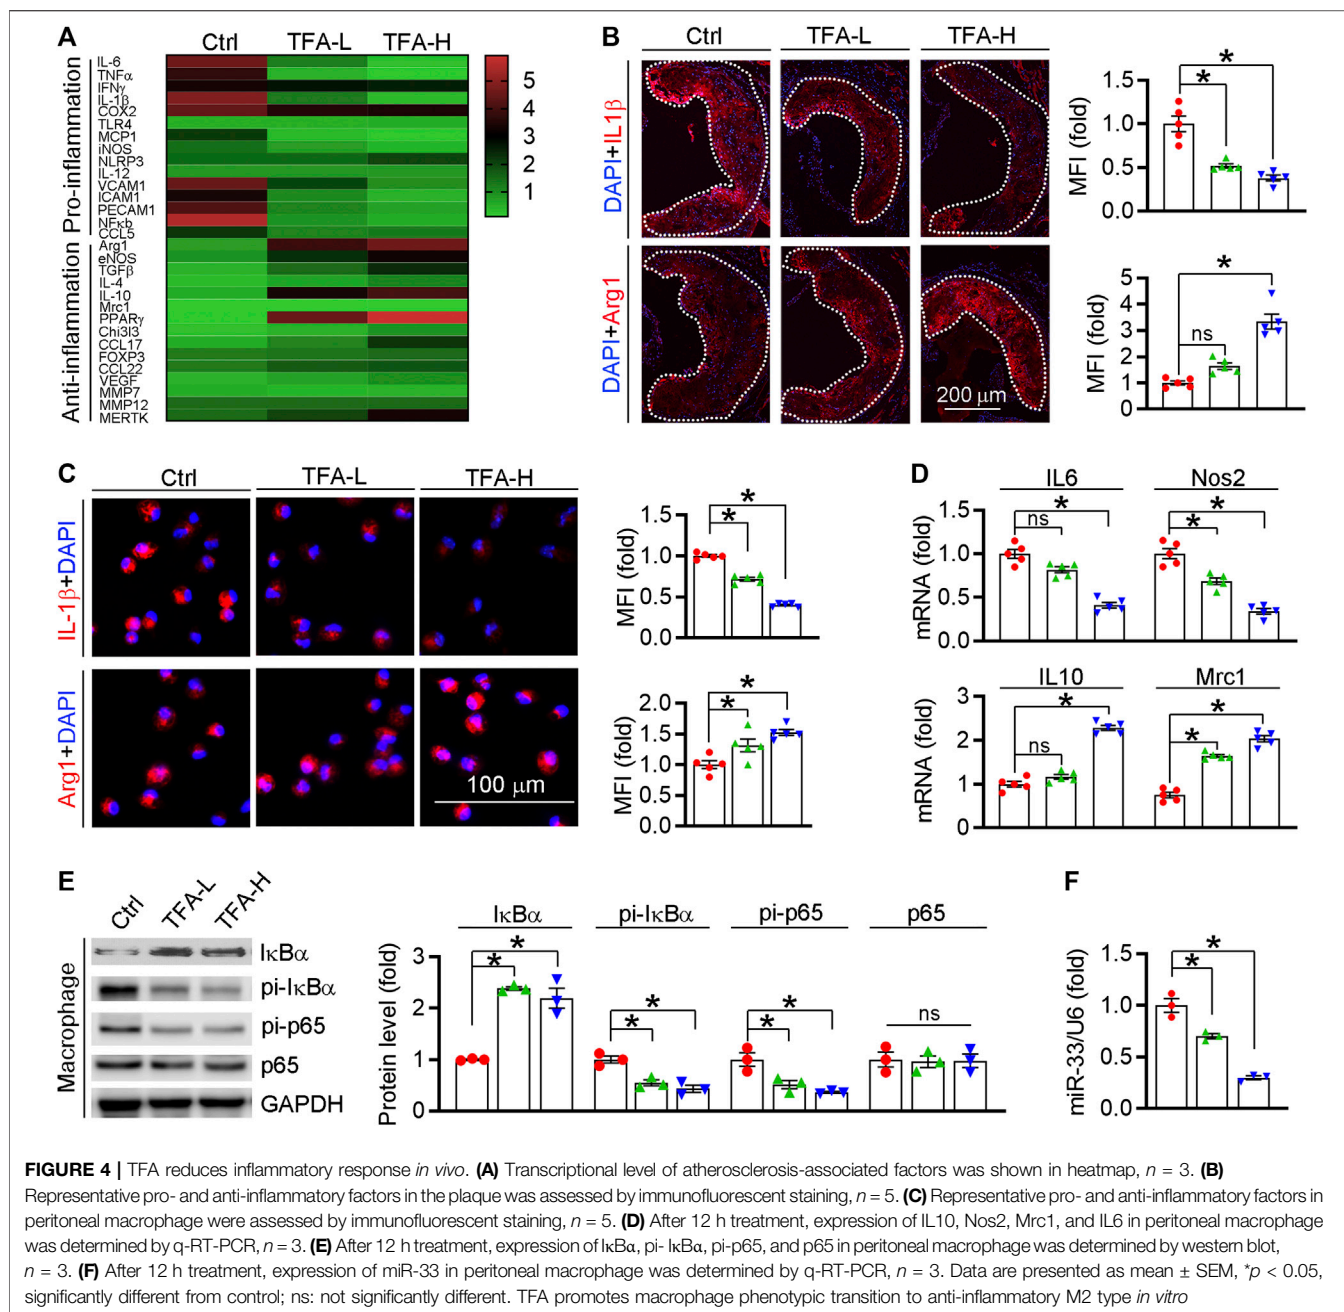 A
Ctrl
TFA-L
TFA-H
Pro-inflammation
IL-6
TNFα
IFNγ
IL-1β
COX2
TLR4
MCP1
iNOS
NLRP3
IL-12
VCAM1
ICAM1
PECAM1
NFκb
CCL5
Anti-inflammation
Arg1
eNOS
TGFβ
IL-4
IL-10
Mrc1
PPARγ
Chi3l3
CCL17
FOXP3
CCL22
VEGF
MMP7
MMP12
MERTK
5
4
3
2
1
B
Ctrl
TFA-L
TFA-H
DAPI+IL1β
DAPI+Arg1
200 μm
MFI (fold)
1.5
1.0
0.5
0.0
*
*
MFI (fold)
5
4
3
2
1
0
ns
*
C
Ctrl
TFA-L
TFA-H
IL-1β+DAPI
Arg1+DAPI
100 μm
MFI (fold)
1.5
1.0
0.5
0.0
*
*
MFI (fold)
2.0
1.5
1.0
0.5
0.0
*
*
D
IL6
Nos2
mRNA (fold)
1.5
1.0
0.5
0.0
ns
*
*
*
IL10
Mrc1
mRNA (fold)
3
2
1
0
ns
*
*
*
E
Ctrl
TFA-L
TFA-H
Macrophage
IκBα
pi-IκBα
pi-p65
p65
GAPDH
IκBα
pi-IκBα
pi-p65
p65
Protein level (fold)
3
2
1
0
*
*
*
*
*
*
ns
F
miR-33/U6 (fold)
1.5
1.0
0.5
0.0
*
*
FIGURE 4 | TFA reduces inflammatory response in vivo. (A) Transcriptional level of atherosclerosis-associated factors was shown in heatmap, n = 3. (B)
Representative pro- and anti-inflammatory factors in the plaque was assessed by immunofluorescent staining, n = 5. (C) Representative pro- and anti-inflammatory factors in
peritoneal macrophage were assessed by immunofluorescent staining, n = 5. (D) After 12 h treatment, expression of IL10, Nos2, Mrc1, and IL6 in peritoneal macrophage
was determined by q-RT-PCR, n = 3. (E) After 12 h treatment, expression of IκBα, pi- IκBα, pi-p65, and p65 in peritoneal macrophage was determined by western blot,
n = 3. (F) After 12 h treatment, expression of miR-33 in peritoneal macrophage was determined by q-RT-PCR, n = 3. Data are presented as mean ± SEM, *p < 0.05,
significantly different from control; ns: not significantly different. TFA promotes macrophage phenotypic transition to anti-inflammatory M2 type in vitro